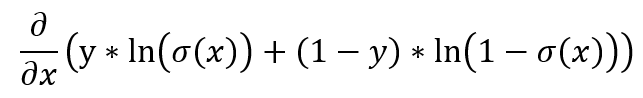 ∂/∂x (y * ln(σ(x)) + (1 − y) * ln(1 − σ(x)))